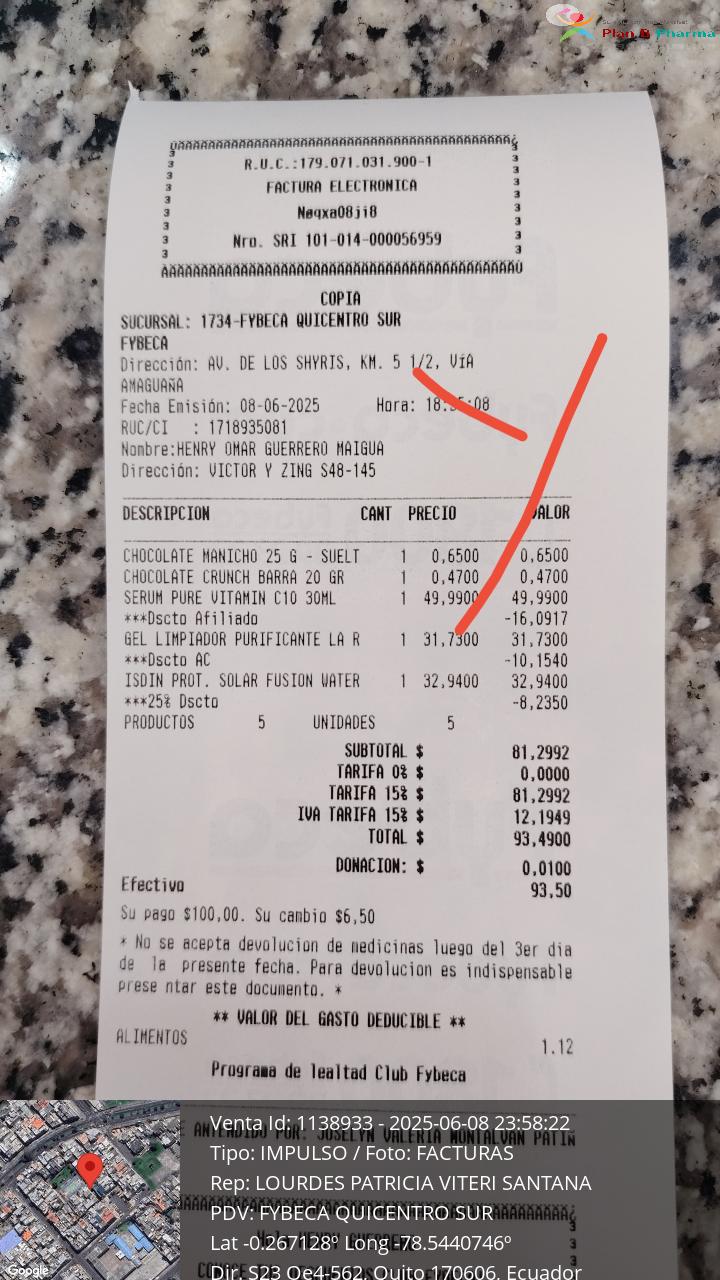 Plan B Pharma
R.U.C.:179.071.031.900-1
FACTURA ELECTRONICA
Nøqxa08ji8
Nro. SRI 101-014-000056959
COPIA
SUCURSAL: 1734-FYBECA QUICENTRO SUR
FYBECA
Dirección: AV. DE LOS SHYRIS, KM. 5 1/2, VíA
AMAGUAÑA
Fecha Emisión: 08-06-2025 Hora:
RUC/CI : 1718935081
Nombre:HENRY OMAR GUERRERO MAIGUA
Dirección: VICTOR Y ZING S48-145
DESCRIPCION CANT PRECIO VALOR
CHOCOLATE MANICHO 25 G - SUELT 1 0,6500 0,6500
CHOCOLATE CRUNCH BARRA 20 GR 1 0,4700 0,4700
SERUM PURE VITAMIN C10 30ML 1 49,9900 49,9900
***Dscto Afiliado -16,0917
GEL LIMPIADOR PURIFICANTE LA R 1 31,7300 31,7300
***Dscto AC -10,1540
ISDIN PROT. SOLAR FUSION WATER 1 32,9400 32,9400
***25% Dscto -8,2350
PRODUCTOS 5 UNIDADES 5
SUBTOTAL $ 81,2992
TARIFA 0% $ 0,0000
TARIFA 15% $ 81,2992
IVA TARIFA 15% $ 12,1949
TOTAL $ 93,4900
DONACION: $ 0,0100
Efectivo 93,50
Su pago $100,00. Su cambio $6,50
* No se acepta devolucion de medicinas luego del 3er dia
de la presente fecha. Para devolucion es indispensable
prese ntar este documento. *
** VALOR DEL GASTO DEDUCIBLE **
ALIMENTOS 1.12
Programa de lealtad Club Fybeca
ANTENDIDO POR: JOSELYN VALERIA MONTALVAN PATIÑ
Venta Id: 1138933 - 2025-06-08 23:58:22
Tipo: IMPULSO / Foto: FACTURAS
Rep: LOURDES PATRICIA VITERI SANTANA
PDV: FYBECA QUICENTRO SUR
Lat -0.267128º Long -78.5440746º
Dir: S23 Oe4-562, Quito 170606, Ecuador
Google